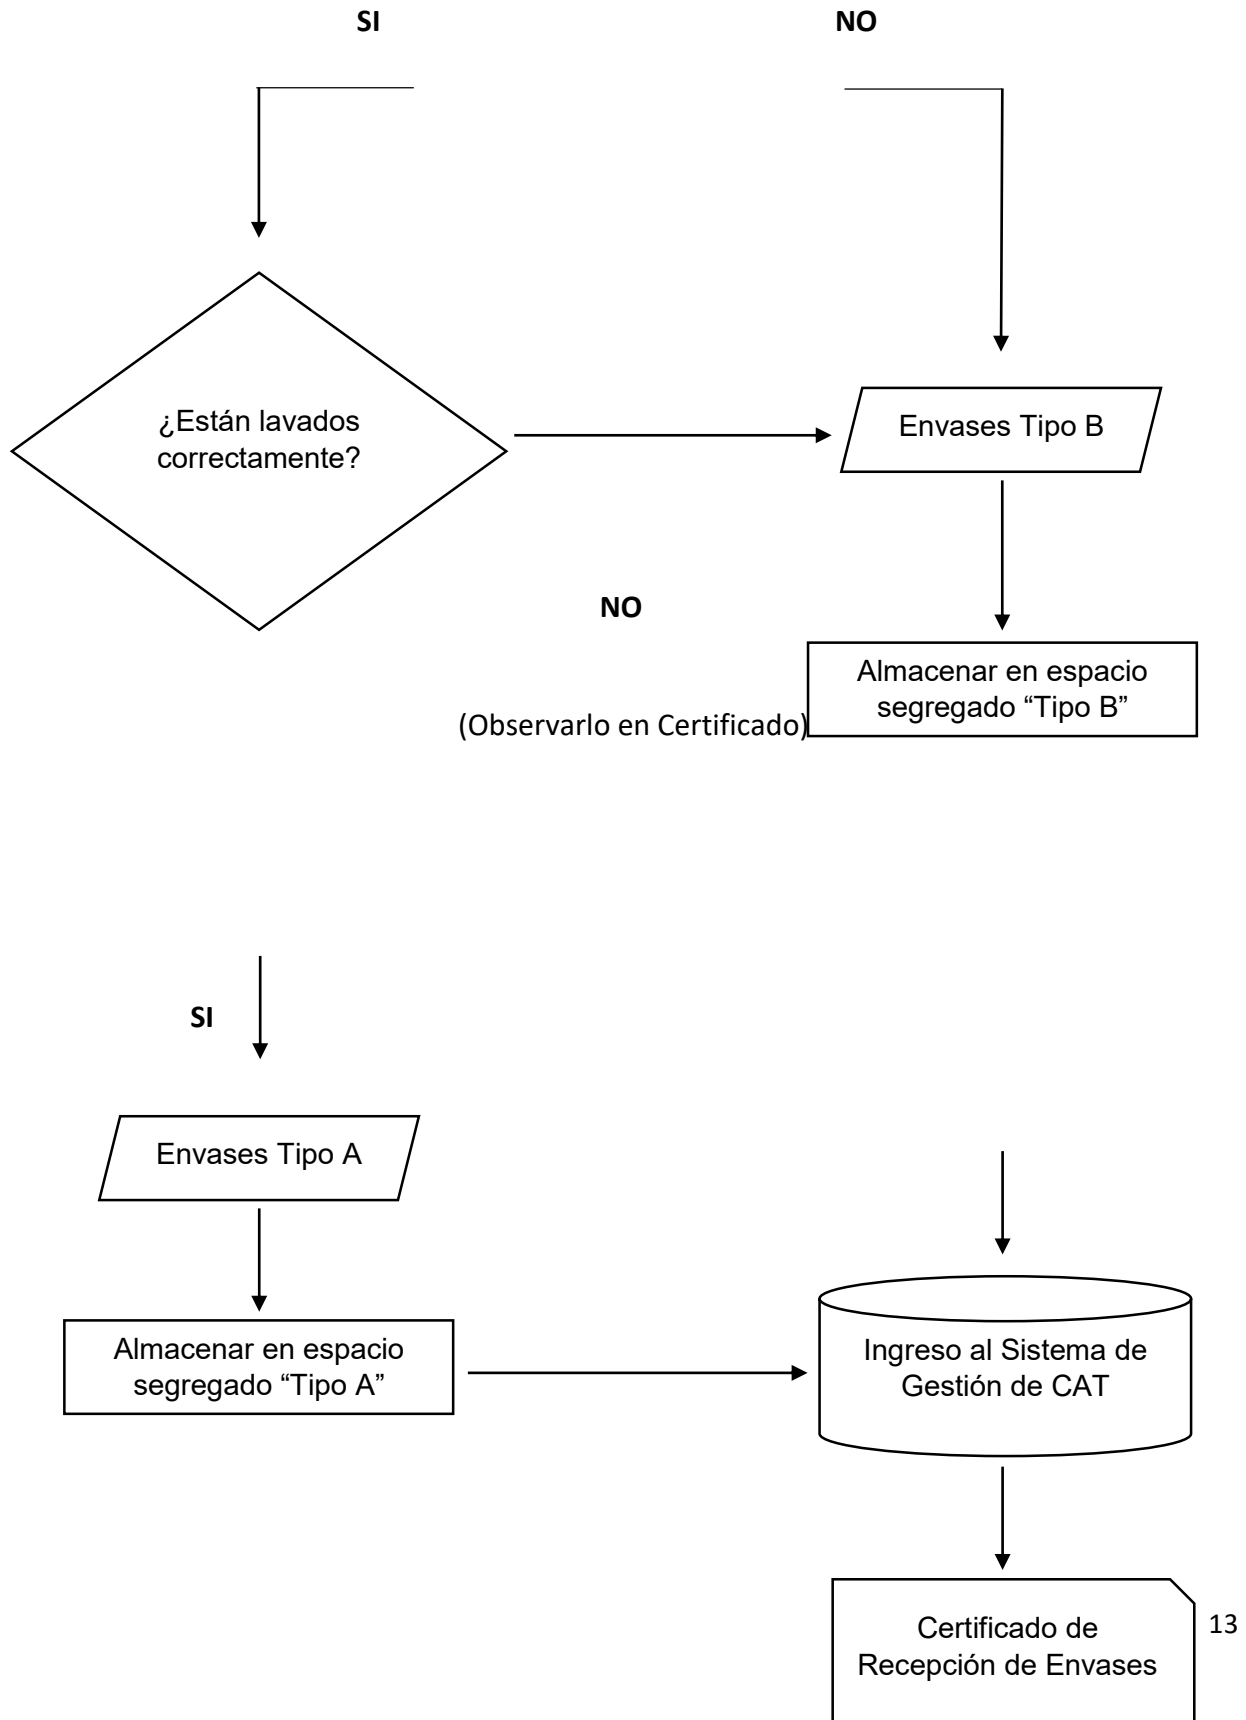 SI
NO
¿Están lavados
correctamente?
Envases Tipo B
NO
Almacenar en espacio
segregado “Tipo B”
(Observarlo en Certificado)
SI
Envases Tipo A
Almacenar en espacio
segregado “Tipo A”
Ingreso al Sistema de
Gestión de CAT
Certificado de
Recepción de Envases
13